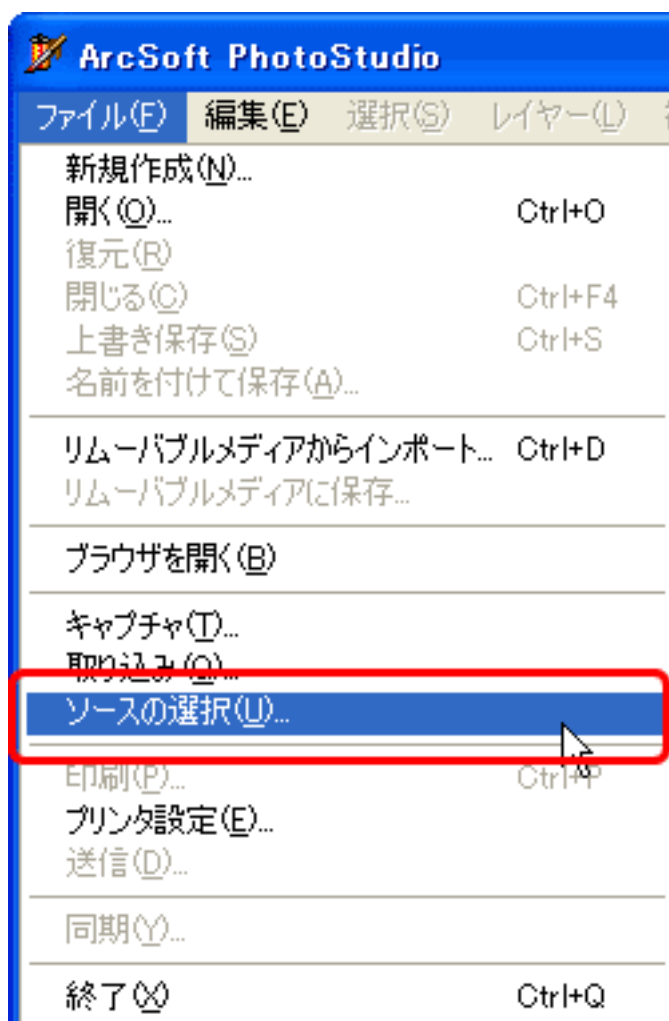 ArcSoft PhotoStudio
ファイル(F) 編集(E) 選択(S) レイヤー(L)
新規作成(N)...
開く(O)... Ctrl+O
復元(R)
閉じる(C) Ctrl+F4
上書き保存(S) Ctrl+S
名前を付けて保存(A)...
リムーバブルメディアからインポート... Ctrl+D
リムーバブルメディアに保存...
ブラウザを開く(B)
キャプチャ(T)...
取り込み(Q)...
ソースの選択(U)...
印刷(P)... Ctrl+P
プリンタ設定(E)...
送信(D)...
同期(Y)...
終了(X) Ctrl+Q